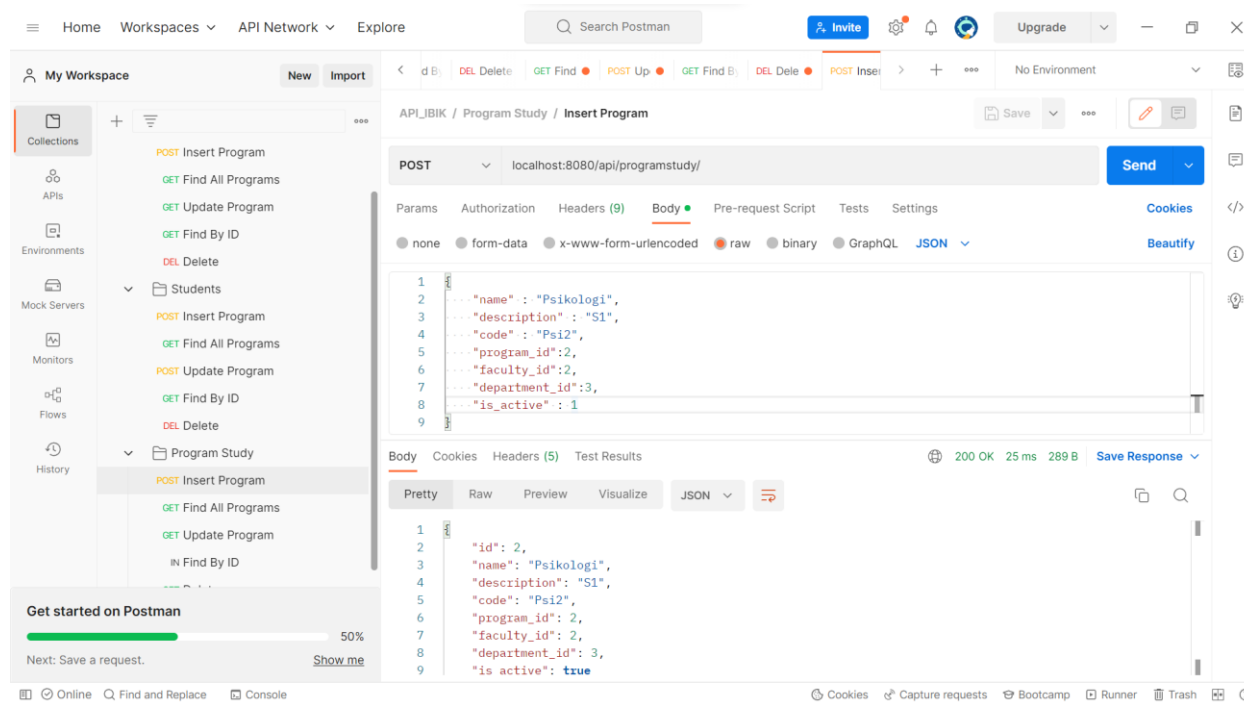 Home Workspaces API Network Explore Search Postman Invite Upgrade
My Workspace New Import
DEL Delete GET Find POST Up GET Find B DEL Dele POST Inser No Environment
API_IBIK / Program Study / Insert Program Save
Collections
APIs
Environments
Mock Servers
Monitors
Flows
History
POST Insert Program
GET Find All Programs
GET Update Program
GET Find By ID
DEL Delete
Students
POST Insert Program
GET Find All Programs
POST Update Program
GET Find By ID
DEL Delete
Program Study
POST Insert Program
GET Find All Programs
GET Update Program
IN Find By ID
Get started on Postman
50%
Next: Save a request. Show me
POST localhost:8080/api/programstudy/ Send
Params Authorization Headers (9) Body Pre-request Script Tests Settings Cookies
none form-data x-www-form-urlencoded raw binary GraphQL JSON Beautify
1 {
2 "name" : "Psikologi",
3 "description" : "S1",
4 "code" : "Psi2",
5 "program_id":2,
6 "faculty_id":2,
7 "department_id":3,
8 "is_active" : 1
9 }
Body Cookies Headers (5) Test Results 200 OK 25 ms 289 B Save Response
Pretty Raw Preview Visualize JSON
1 {
2 "id": 2,
3 "name": "Psikologi",
4 "description": "S1",
5 "code": "Psi2",
6 "program_id": 2,
7 "faculty_id": 2,
8 "department_id": 3,
9 "is_active": true
Online Find and Replace Console Cookies Capture requests Bootcamp Runner Trash